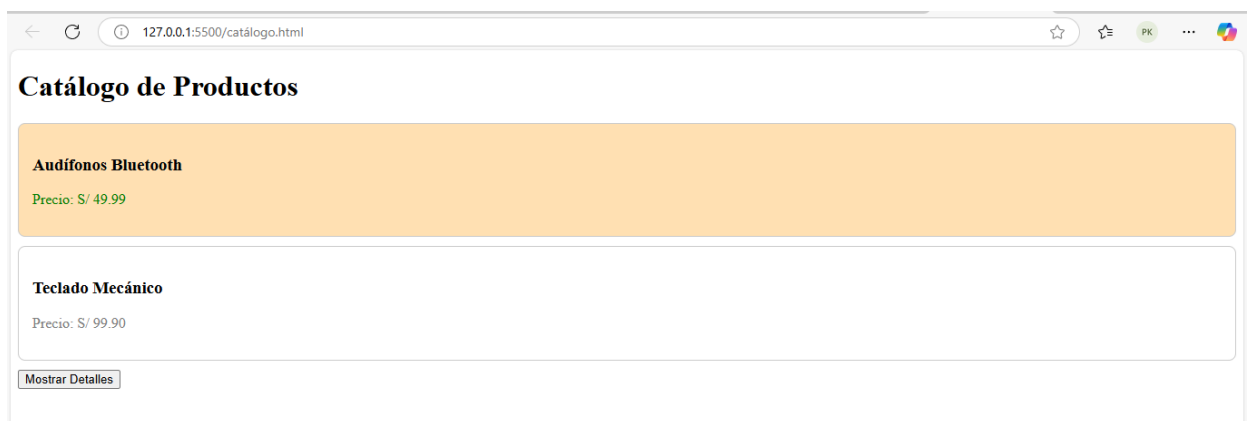 127.0.0.1:5500/catálogo.html
PK
Catálogo de Productos
Audífonos Bluetooth
Precio: S/ 49.99
Teclado Mecánico
Precio: S/ 99.90
Mostrar Detalles